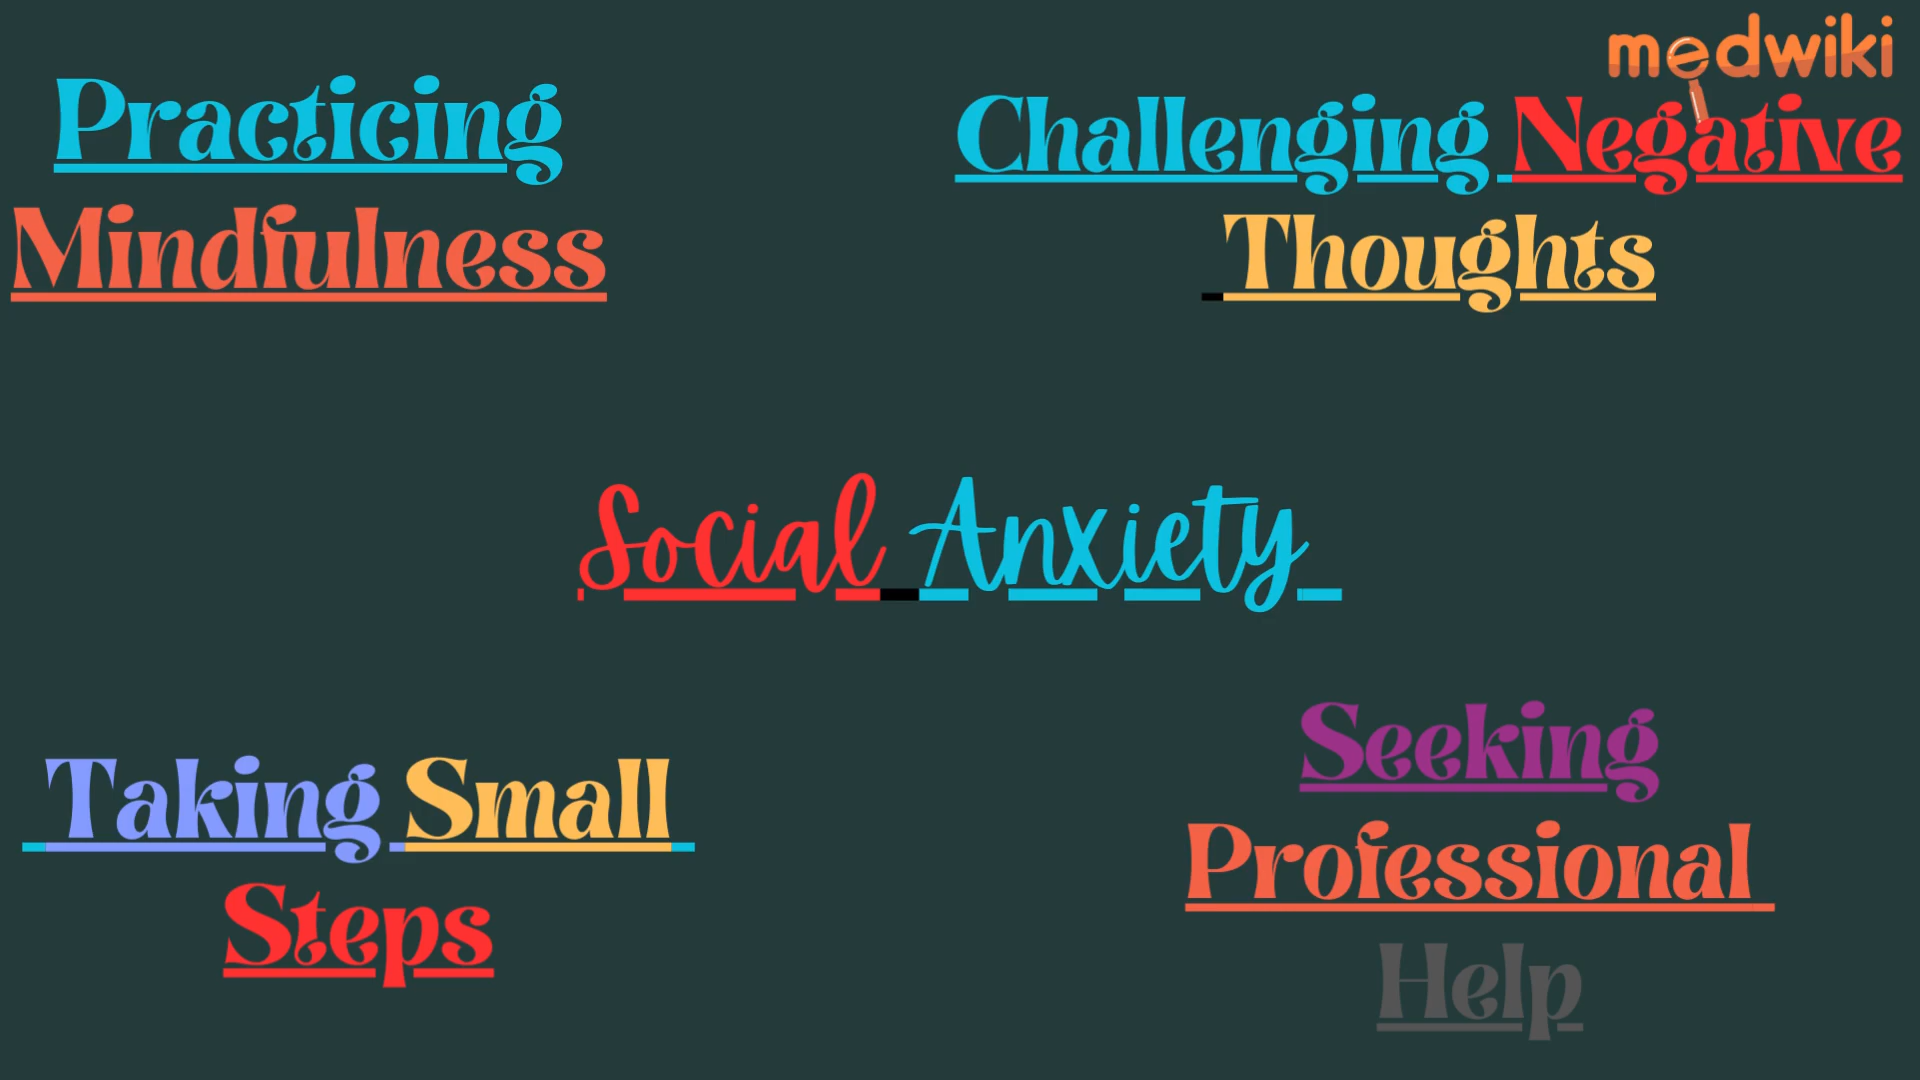 medwiki
Practicing
Mindfulness
Challenging Negative
Thoughts
Social Anxiety
Taking Small
Steps
Seeking
Professional
Help